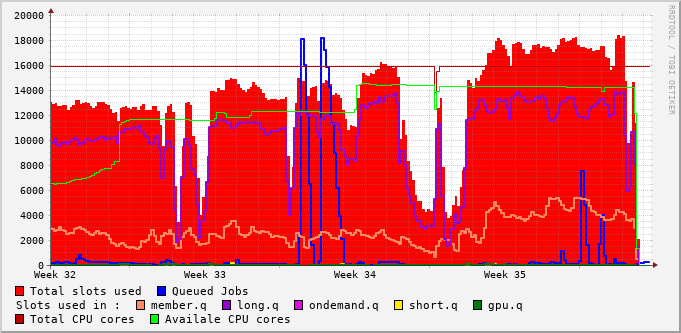 20000
18000
16000
14000
12000
10000
8000
6000
4000
2000
0
Week 32 Week 33 Week 34 Week 35
Total slots used Queued Jobs
Slots used in : member.q long.q ondemand.q short.q gpu.q
Total CPU cores Availale CPU cores
RRDTOOL / TOBI OETIKER